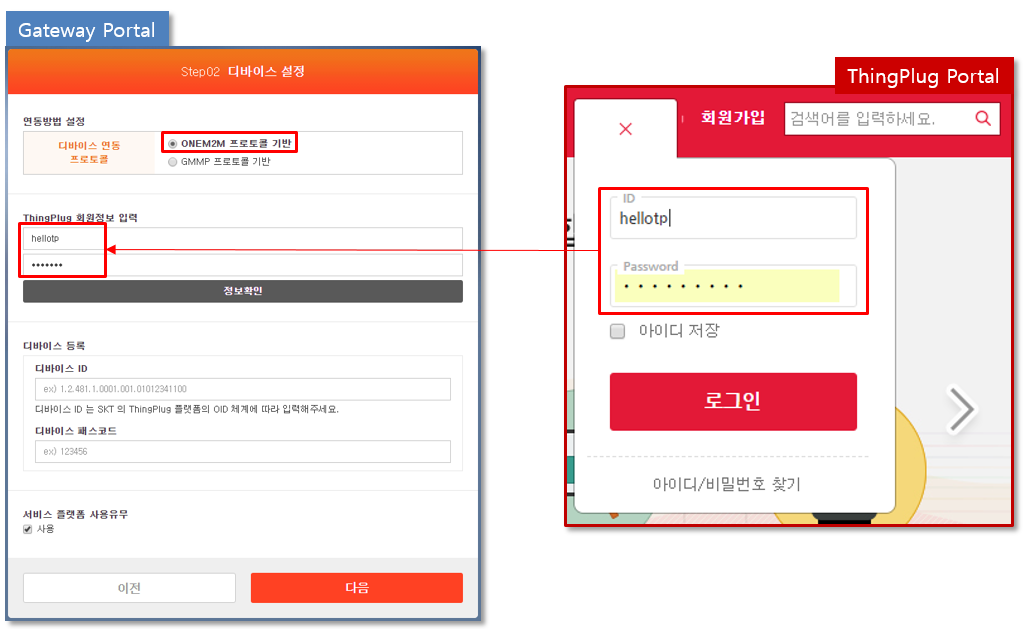 Gateway Portal
Step02 디바이스 설정
연동방법 설정
디바이스 연동
프로토콜
ONEM2M 프로토콜 기반
GMMP 프로토콜 기반
ThingPlug 회원정보 입력
hellotp
•••••••
정보확인
디바이스 등록
디바이스 ID
ex) 1.2.481.1.0001.001.01012341100
디바이스 ID 는 SKT 의 ThingPlug 플랫폼의 OID 체계에 따라 입력해주세요.
디바이스 패스코드
ex) 123456
서비스 플랫폼 사용유무
사용
이전
다음
ThingPlug Portal
회원가입
검색어를 입력하세요.
ID
hellotp
Password
•••••••••
아이디 저장
로그인
아이디/비밀번호 찾기